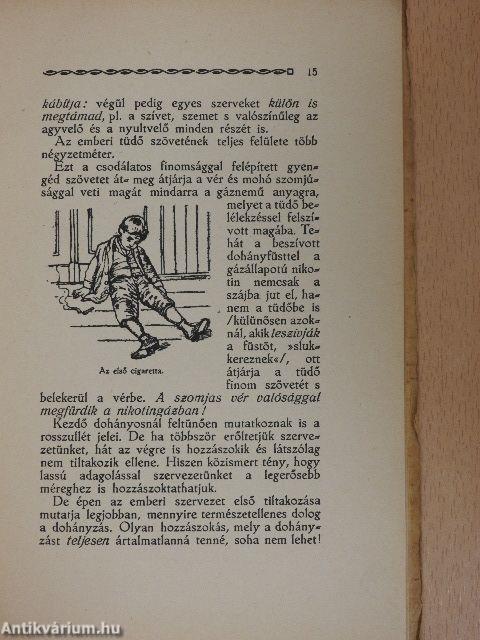 15
kábítja: végül pedig egyes szerveket külön is
megtámad, pl. a szívet, szemet s valószínűleg az
agyvelő és a nyultvelő minden részét is.
Az emberi tüdő szövetének teljes felülete több
négyzetméter.
Ezt a csodálatos finomsággal felépített gyen-
géd szövetet át- meg átjárja a vér és mohó szomjú-
sággal veti magát mindarra a gáznemű anyagra,
melyet a tüdő be-
lélekzéssel felszí-
vott magába. Te-
hát a beszívott
dohányfüsttel a
gázállapotú niko-
tin nemcsak a
szájba jut el, ha-
nem a tüdőbe is
/különösen azok-
nál, akik leszívják
a füstöt, »sluk-
kereznek«/, ott
átjárja a tüdő
finom szövetét s
Az első cigaretta.
belekerül a vérbe. A szomjas vér valósággal
megfürdik a nikotingázban!
Kezdő dohányosnál feltünően mutatkoznak is a
rosszullét jelei. De ha többször erőltetjük szerve-
zetünket, hát az végre is hozzászokik és látszólag
nem tiltakozik ellene. Hiszen közismert tény, hogy
lassú adagolással szervezetünket a legerősebb
méreghez is hozzászoktathatjuk.
De épen az emberi szervezet első tiltakozása
mutatja legjobban, mennyire természetellenes dolog
a dohányzás. Olyan hozzászokás, mely a dohány-
zást teljesen ártalmatlanná tenné, soha nem lehet!
Antikvárium.hu